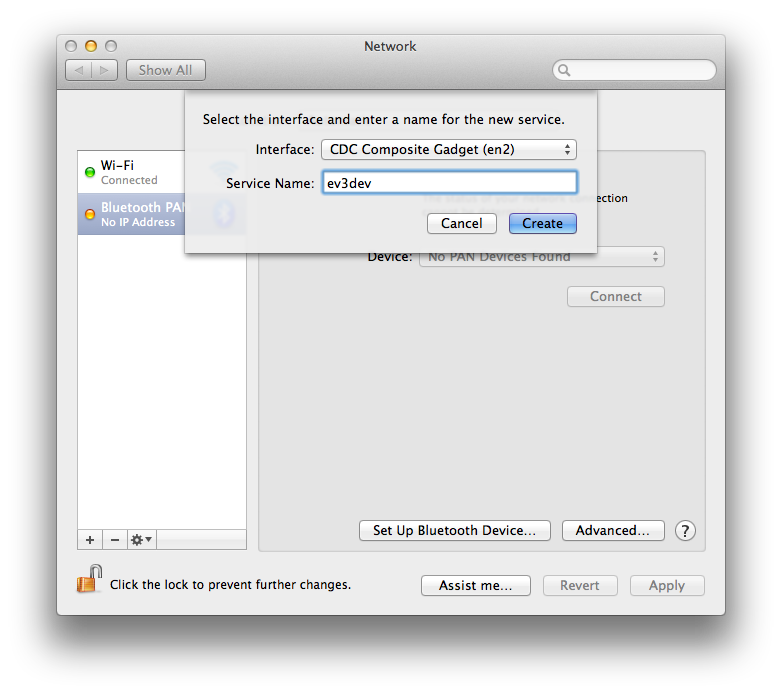 Network
Show All
Select the interface and enter a name for the new service.
Interface: CDC Composite Gadget (en2)
Service Name: ev3dev
Cancel Create
Wi-Fi
Connected
Bluetooth PAN
No IP Address
Device: No PAN Devices Found
Connect
Set Up Bluetooth Device... Advanced... ?
+ −
Click the lock to prevent further changes.
Assist me... Revert Apply